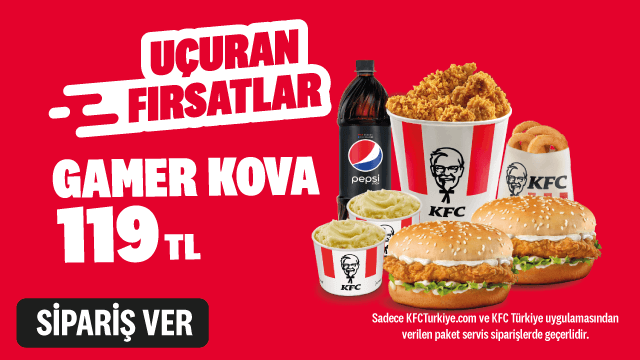 UÇURAN
FIRSATLAR
GAMER KOVA
119 TL
SİPARİŞ VER
pepsi
KFC
KFC
KFC
Sadece KFCTurkiye.com ve KFC Türkiye uygulamasından
verilen paket servis siparişlerde geçerlidir.